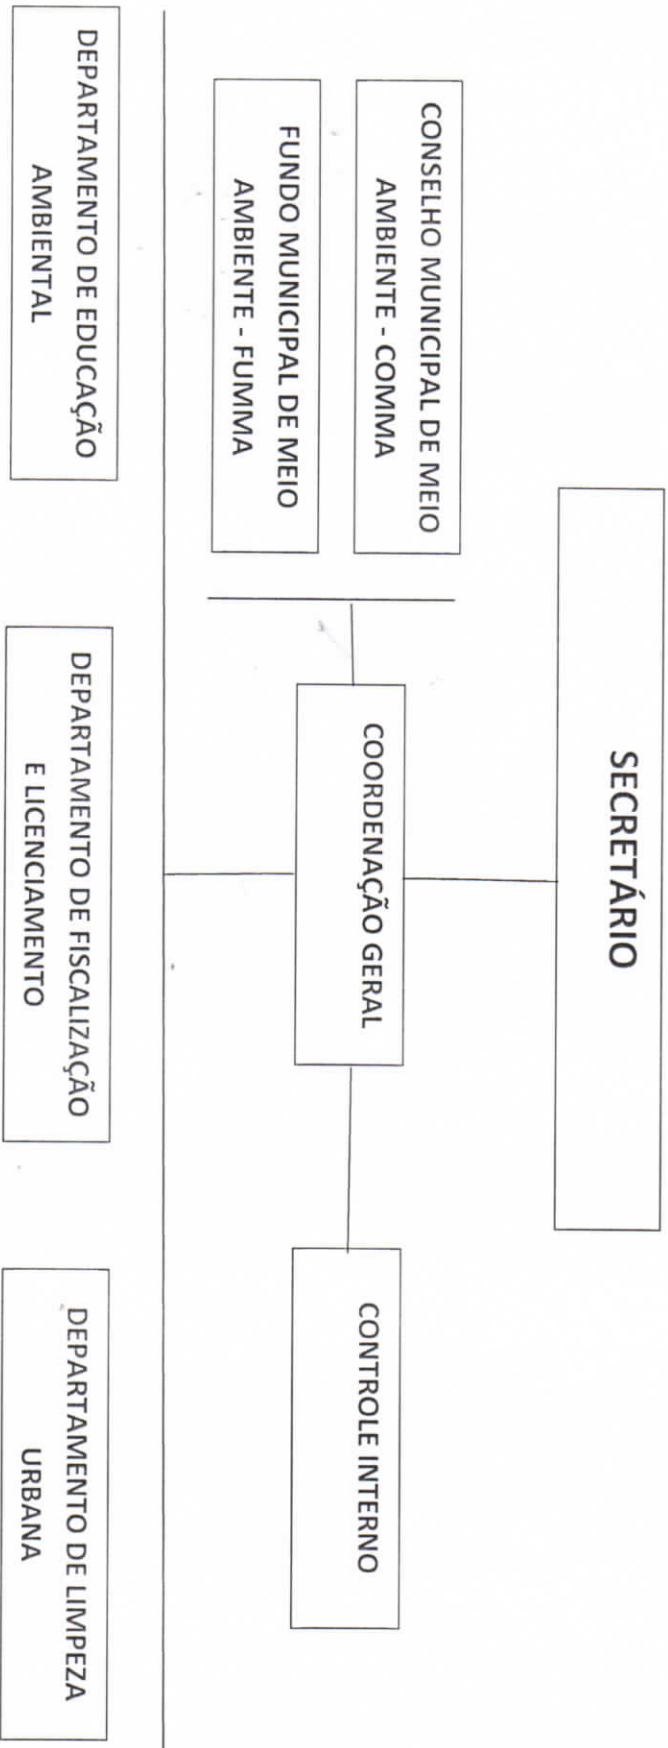 SECRETÁRIO
CONSELHO MUNICIPAL DE MEIO
AMBIENTE - COMMA
FUNDO MUNICIPAL DE MEIO
AMBIENTE - FUMMA
COORDENAÇÃO GERAL
CONTROLE INTERNO
DEPARTAMENTO DE EDUCAÇÃO
AMBIENTAL
DEPARTAMENTO DE FISCALIZAÇÃO
E LICENCIAMENTO
DEPARTAMENTO DE LIMPEZA
URBANA